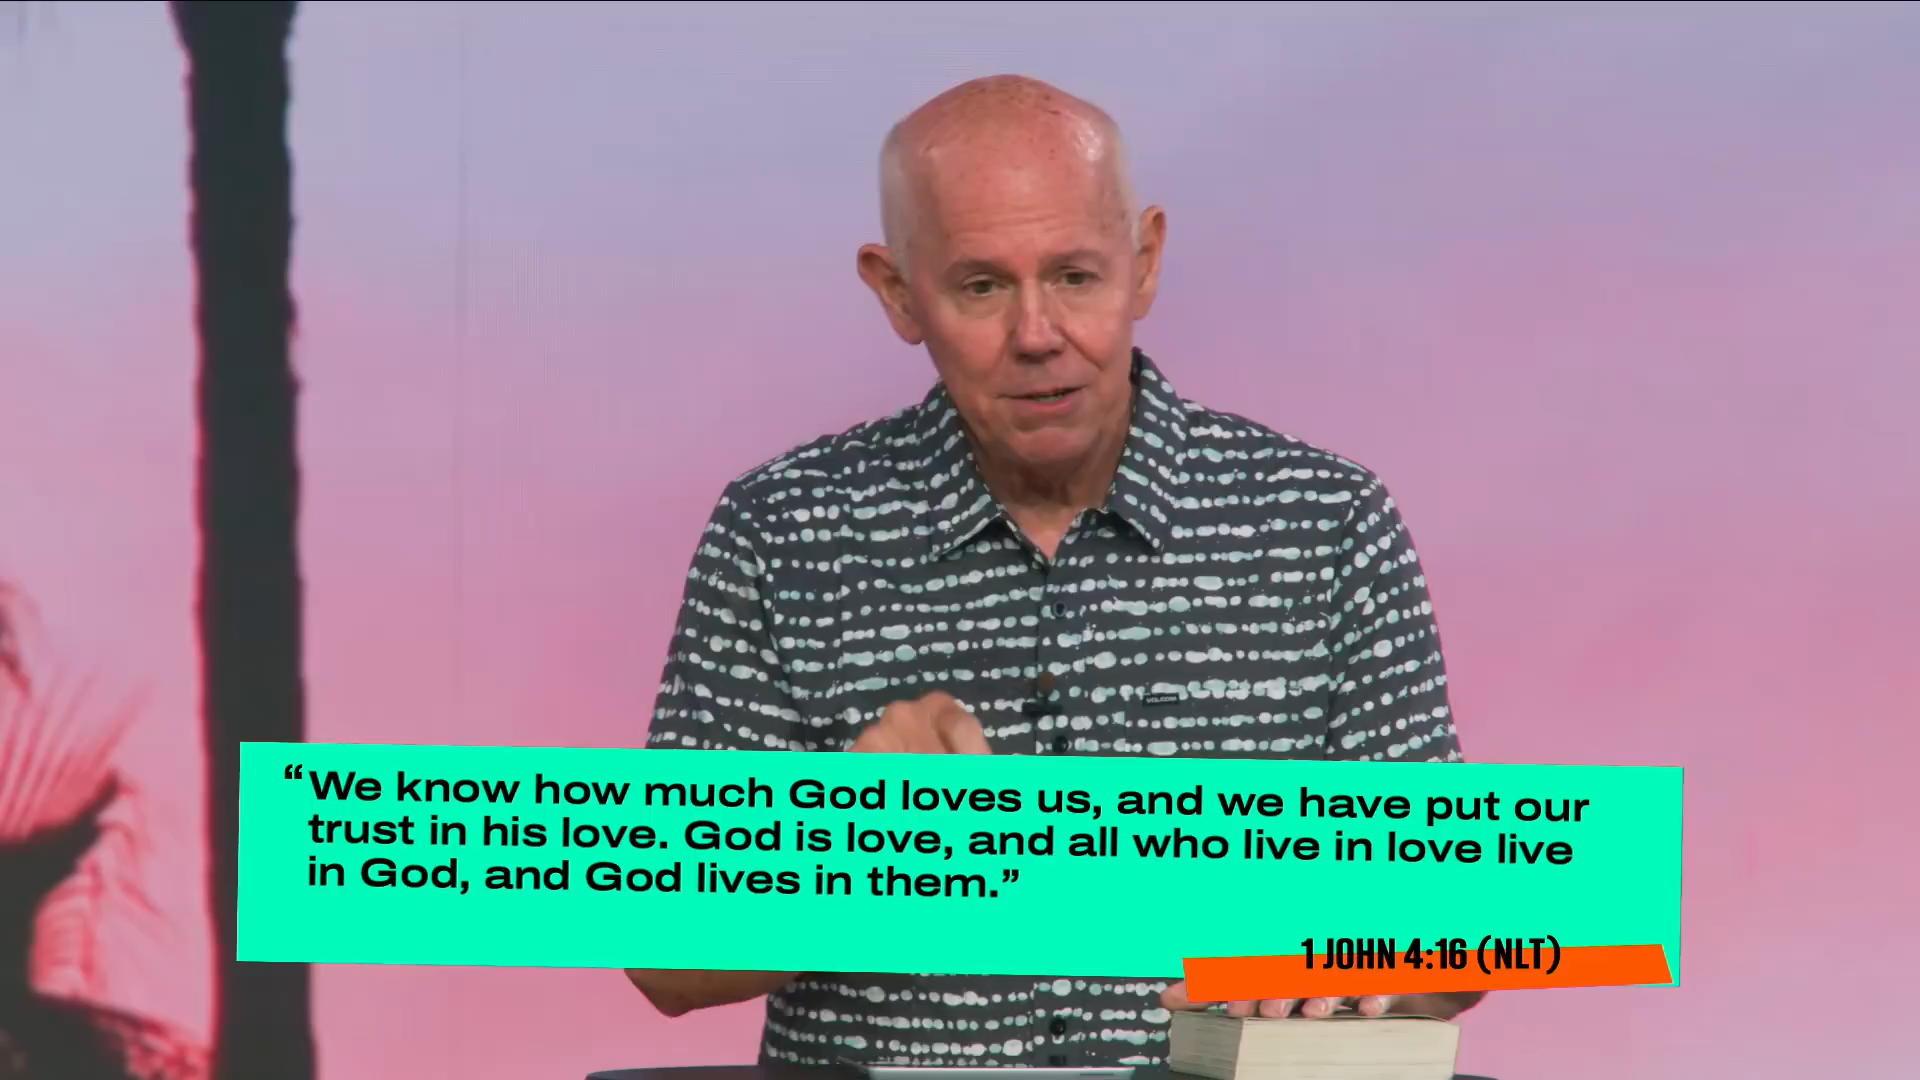 “We know how much God loves us, and we have put our
trust in his love. God is love, and all who live in love live
in God, and God lives in them.”
1 JOHN 4:16 (NLT)
VOLCOM